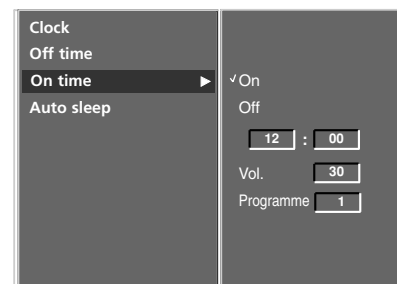 Clock
Off time
On time ►
Auto sleep
✓On
Off
12 : 00
Vol. 30
Programme 1